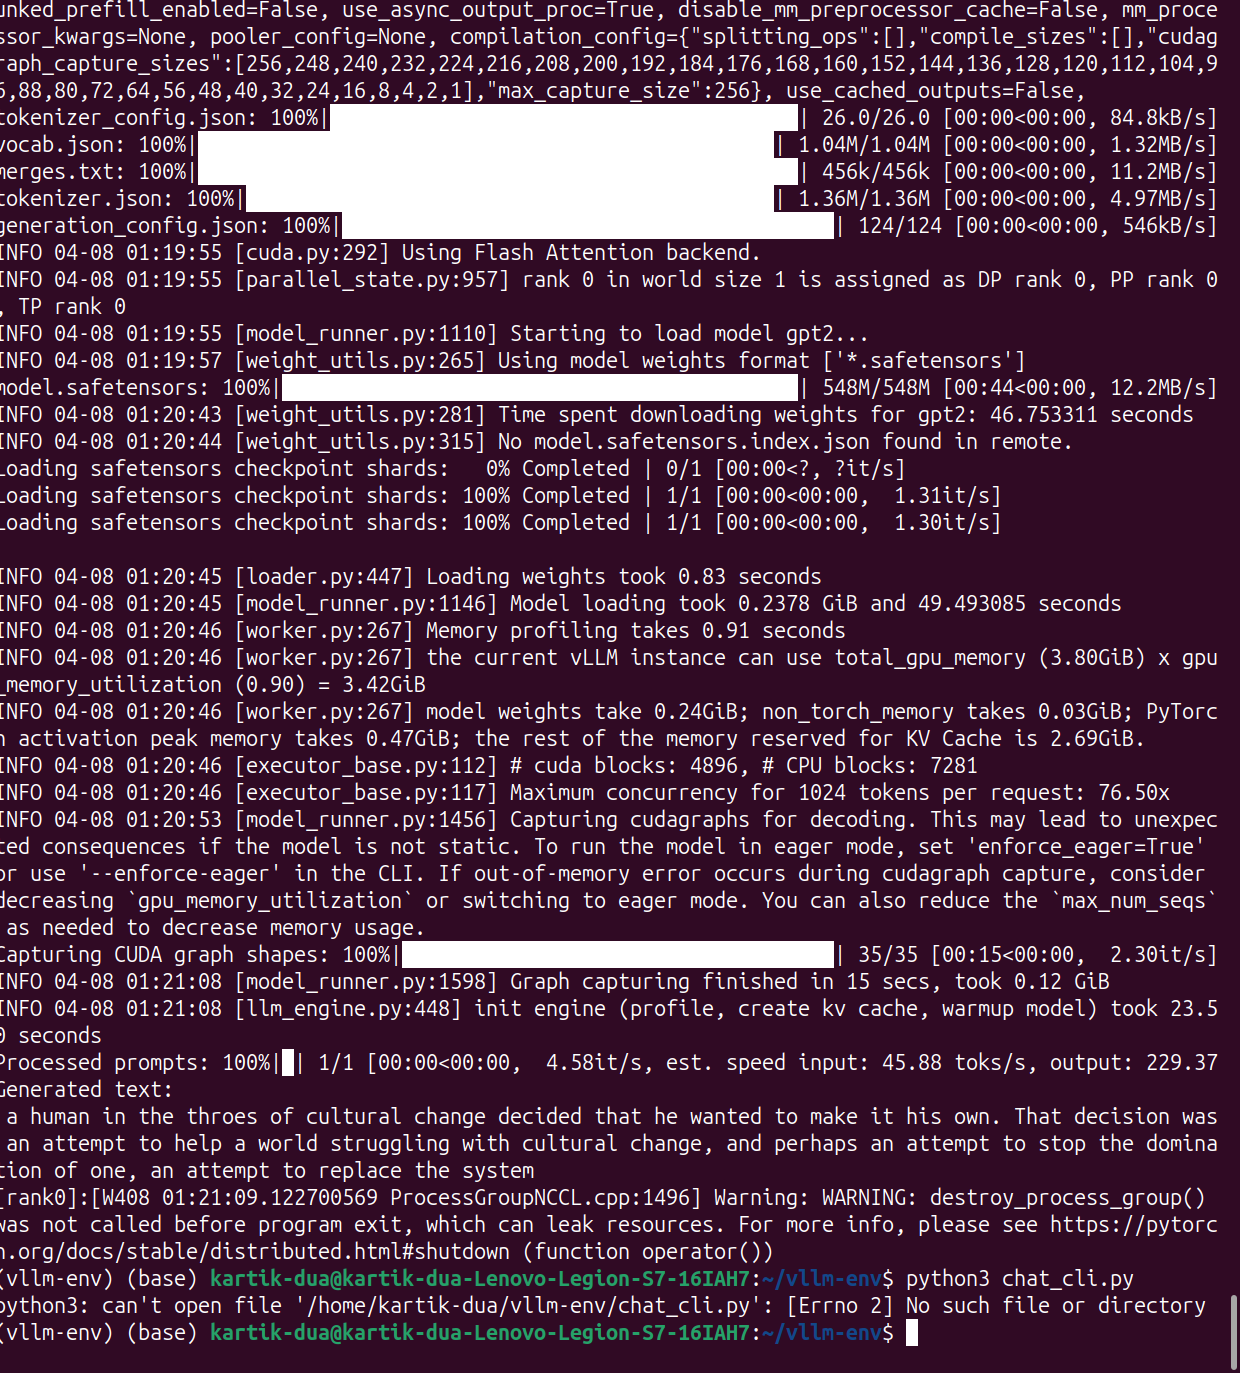 unked_prefill_enabled=False, use_async_output_proc=True, disable_mm_preprocessor_cache=False, mm_proce
ssor_kwargs=None, pooler_config=None, compilation_config={"splitting_ops":[],"compile_sizes":[],"cudag
raph_capture_sizes":[256,248,240,232,224,216,208,200,192,184,176,168,160,152,144,136,128,120,112,104,9
6,88,80,72,64,56,48,40,32,24,16,8,4,2,1],"max_capture_size":256}, use_cached_outputs=False,
tokenizer_config.json: 100%| | 26.0/26.0 [00:00<00:00, 84.8kB/s]
vocab.json: 100%| | 1.04M/1.04M [00:00<00:00, 1.32MB/s]
merges.txt: 100%| | 456k/456k [00:00<00:00, 11.2MB/s]
tokenizer.json: 100%| | 1.36M/1.36M [00:00<00:00, 4.97MB/s]
generation_config.json: 100%| | 124/124 [00:00<00:00, 546kB/s]
INFO 04-08 01:19:55 [cuda.py:292] Using Flash Attention backend.
INFO 04-08 01:19:55 [parallel_state.py:957] rank 0 in world size 1 is assigned as DP rank 0, PP rank 0
, TP rank 0
INFO 04-08 01:19:55 [model_runner.py:1110] Starting to load model gpt2...
INFO 04-08 01:19:57 [weight_utils.py:265] Using model weights format ['*.safetensors']
model.safetensors: 100%| | 548M/548M [00:44<00:00, 12.2MB/s]
INFO 04-08 01:20:43 [weight_utils.py:281] Time spent downloading weights for gpt2: 46.753311 seconds
INFO 04-08 01:20:44 [weight_utils.py:315] No model.safetensors.index.json found in remote.
Loading safetensors checkpoint shards:   0% Completed | 0/1 [00:00<?, ?it/s]
Loading safetensors checkpoint shards: 100% Completed | 1/1 [00:00<00:00,  1.31it/s]
Loading safetensors checkpoint shards: 100% Completed | 1/1 [00:00<00:00,  1.30it/s]
INFO 04-08 01:20:45 [loader.py:447] Loading weights took 0.83 seconds
INFO 04-08 01:20:45 [model_runner.py:1146] Model loading took 0.2378 GiB and 49.493085 seconds
INFO 04-08 01:20:46 [worker.py:267] Memory profiling takes 0.91 seconds
INFO 04-08 01:20:46 [worker.py:267] the current vLLM instance can use total_gpu_memory (3.80GiB) x gpu
_memory_utilization (0.90) = 3.42GiB
INFO 04-08 01:20:46 [worker.py:267] model weights take 0.24GiB; non_torch_memory takes 0.03GiB; PyTorc
h activation peak memory takes 0.47GiB; the rest of the memory reserved for KV Cache is 2.69GiB.
INFO 04-08 01:20:46 [executor_base.py:112] # cuda blocks: 4896, # CPU blocks: 7281
INFO 04-08 01:20:46 [executor_base.py:117] Maximum concurrency for 1024 tokens per request: 76.50x
INFO 04-08 01:20:53 [model_runner.py:1456] Capturing cudagraphs for decoding. This may lead to unexpec
ted consequences if the model is not static. To run the model in eager mode, set 'enforce_eager=True'
or use '--enforce-eager' in the CLI. If out-of-memory error occurs during cudagraph capture, consider
decreasing `gpu_memory_utilization` or switching to eager mode. You can also reduce the `max_num_seqs`
as needed to decrease memory usage.
Capturing CUDA graph shapes: 100%| | 35/35 [00:15<00:00,  2.30it/s]
INFO 04-08 01:21:08 [model_runner.py:1598] Graph capturing finished in 15 secs, took 0.12 GiB
INFO 04-08 01:21:08 [llm_engine.py:448] init engine (profile, create kv cache, warmup model) took 23.5
0 seconds
Processed prompts: 100%| | 1/1 [00:00<00:00,  4.58it/s, est. speed input: 45.88 toks/s, output: 229.37
Generated text:
a human in the throes of cultural change decided that he wanted to make it his own. That decision was
an attempt to help a world struggling with cultural change, and perhaps an attempt to stop the domina
tion of one, an attempt to replace the system
[rank0]:[W408 01:21:09.122700569 ProcessGroupNCCL.cpp:1496] Warning: WARNING: destroy_process_group()
was not called before program exit, which can leak resources. For more info, please see https://pytorc
h.org/docs/stable/distributed.html#shutdown (function operator())
(vllm-env) (base) kartik-dua@kartik-dua-Lenovo-Legion-S7-16IAH7:~/vllm-env$ python3 chat_cli.py
python3: can't open file '/home/kartik-dua/vllm-env/chat_cli.py': [Errno 2] No such file or directory
(vllm-env) (base) kartik-dua@kartik-dua-Lenovo-Legion-S7-16IAH7:~/vllm-env$